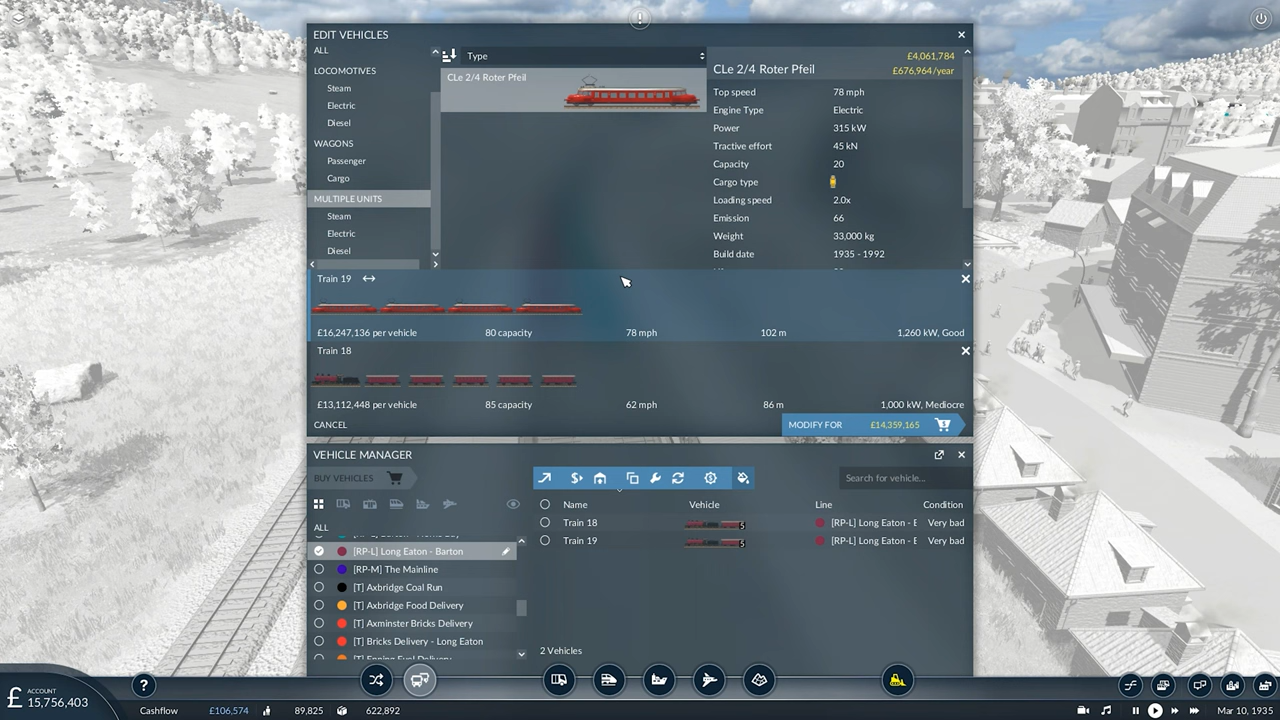 EDIT VEHICLES
ALL
LOCOMOTIVES
Steam
Electric
Diesel
WAGONS
Passenger
Cargo
MULTIPLE UNITS
Steam
Electric
Diesel
Type
CLe 2/4 Roter Pfeil
£4,061,784
CLe 2/4 Roter Pfeil
£676,964/year
Top speed 78 mph
Engine Type Electric
Power 315 kW
Tractive effort 45 kN
Capacity 20
Cargo type
Loading speed 2.0x
Emission 66
Weight 33,000 kg
Build date 1935 - 1992
Train 19
£16,247,136 per vehicle 80 capacity 78 mph 102 m 1,260 kW, Good
Train 18
£13,112,448 per vehicle 85 capacity 62 mph 86 m 1,000 kW, Mediocre
CANCEL
MODIFY FOR £14,359,165
VEHICLE MANAGER
BUY VEHICLES
Search for vehicle...
ALL
[RP-L] Long Eaton - Barton
[RP-M] The Mainline
[T] Axbridge Coal Run
[T] Axbridge Food Delivery
[T] Axminster Bricks Delivery
[T] Bricks Delivery - Long Eaton
Name Vehicle Line Condition
Train 18 5 [RP-L] Long Eaton - E Very bad
Train 19 5 [RP-L] Long Eaton - E Very bad
2 Vehicles
£ ACCOUNT
15,756,403
?
Cashflow £106,574 89,825 622,892
Mar 10, 1935